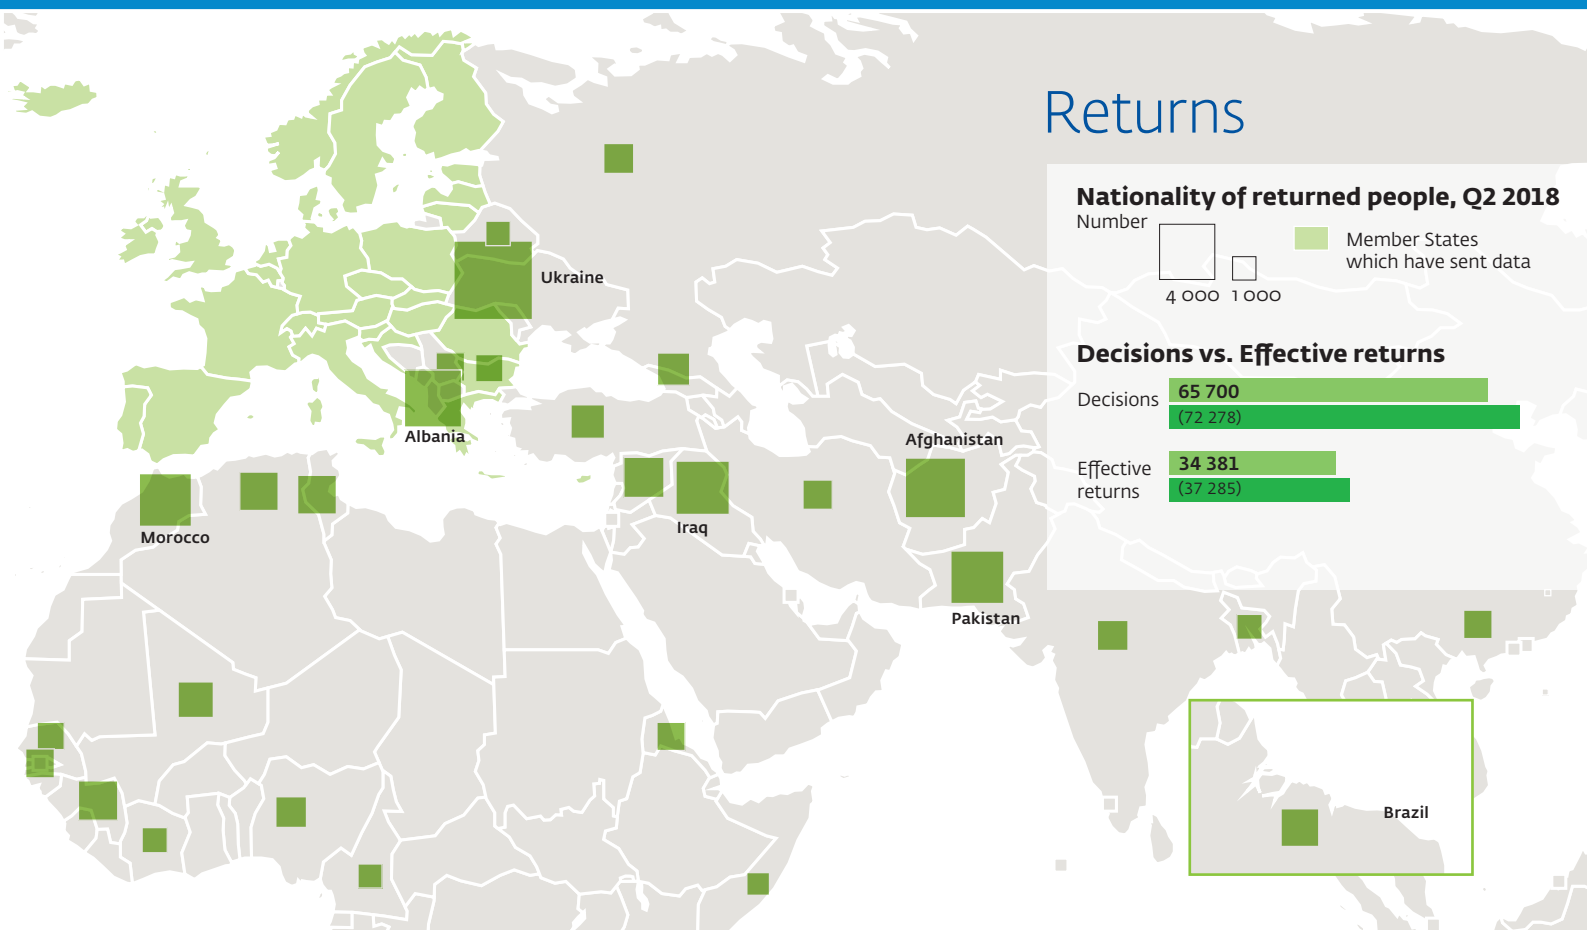 Returns
Nationality of returned people, Q2 2018
Number
4 000
1 000
Member States
which have sent data
Decisions vs. Effective returns
Decisions
65 700
(72 278)
Effective
returns
34 381
(37 285)
Ukraine
Albania
Afghanistan
Morocco
Iraq
Pakistan
Brazil